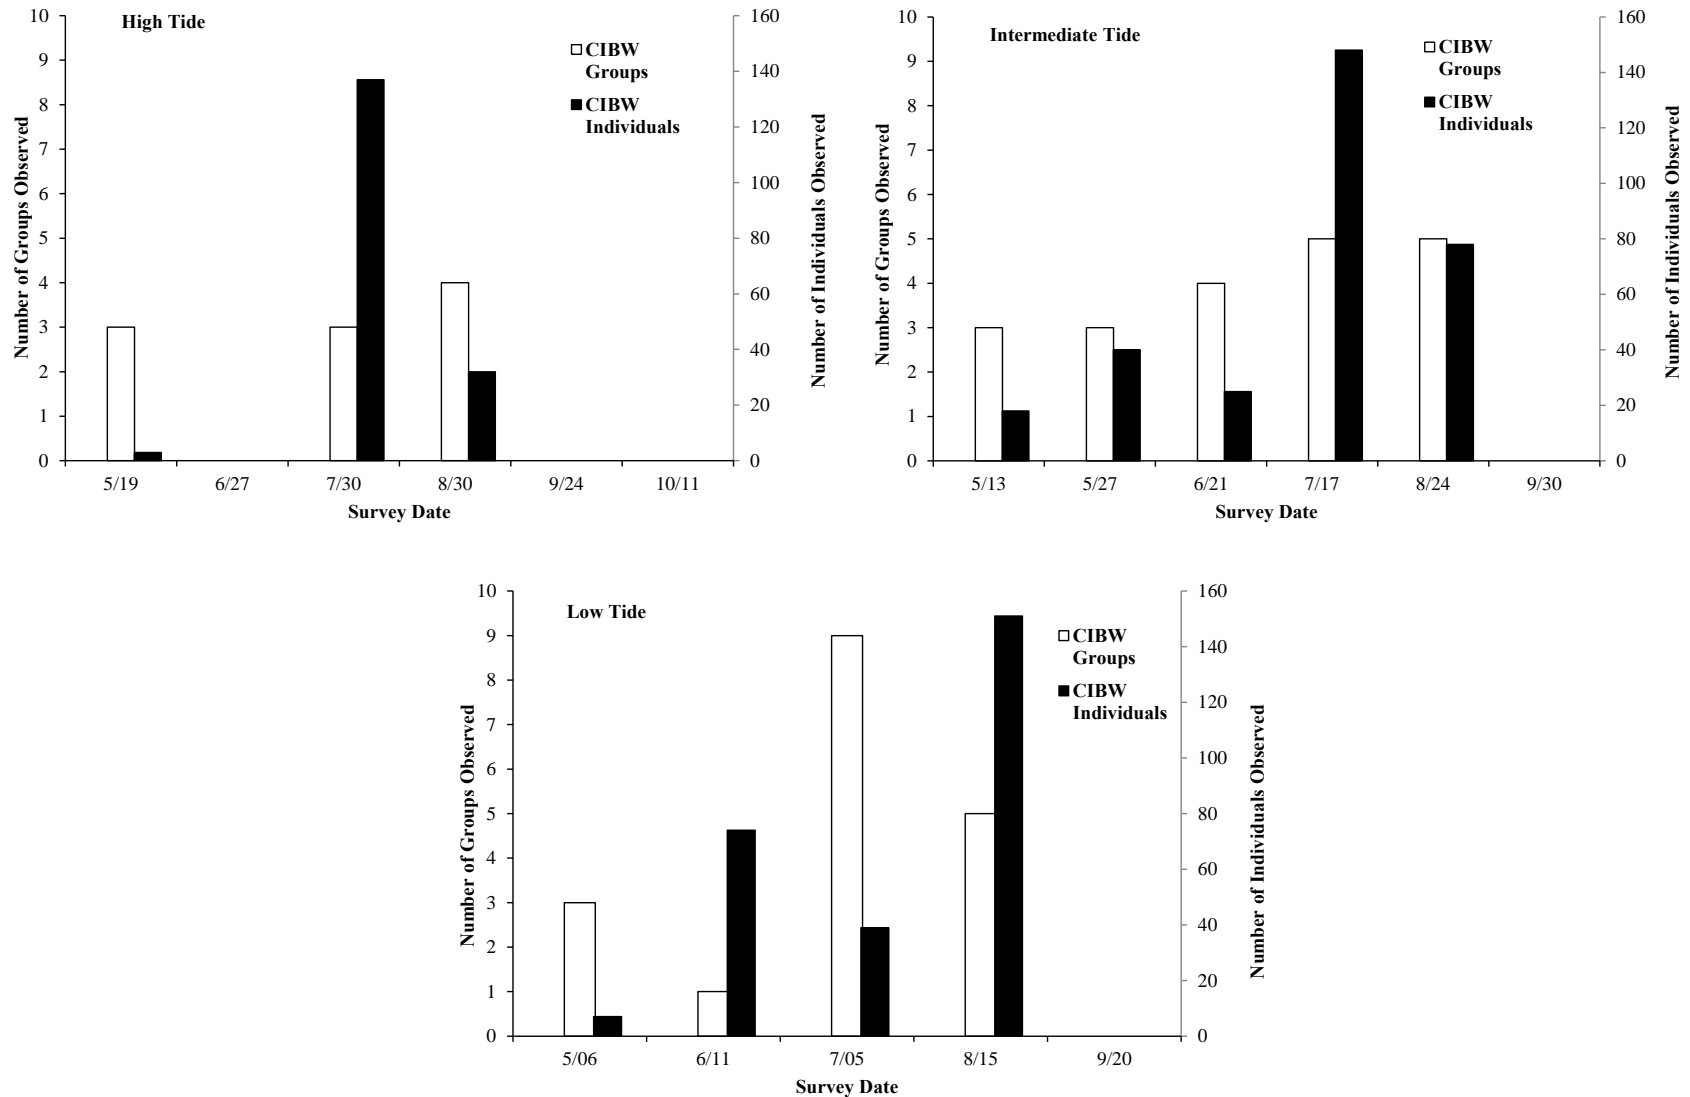 High Tide
CIBW
Groups
CIBW
Individuals
Number of Groups Observed
10
9
8
7
6
5
4
3
2
1
0
Number of Individuals Observed
160
140
120
100
80
60
40
20
0
5/19 6/27 7/30 8/30 9/24 10/11
Survey Date
Intermediate Tide
CIBW
Groups
CIBW
Individuals
Number of Groups Observed
10
9
8
7
6
5
4
3
2
1
0
Number of Individuals Observed
160
140
120
100
80
60
40
20
0
5/13 5/27 6/21 7/17 8/24 9/30
Survey Date
Low Tide
CIBW
Groups
CIBW
Individuals
Number of Groups Observed
10
9
8
7
6
5
4
3
2
1
0
Number of Individuals Observed
160
140
120
100
80
60
40
20
0
5/06 6/11 7/05 8/15 9/20
Survey Date